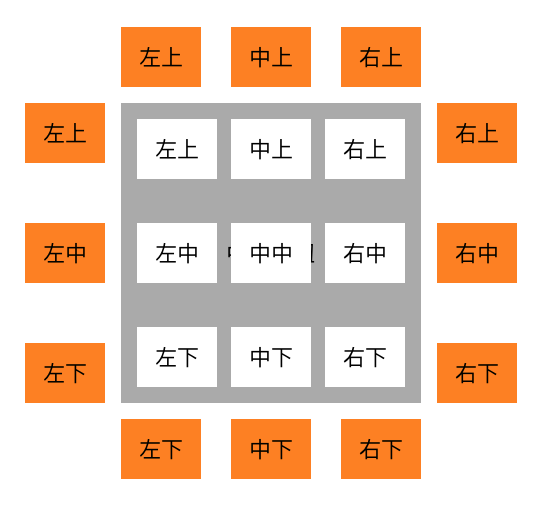 左上 中上 右上
左上 右上
左上 中上 右上
左中 左中 中中 右中 右中
左下 中下 右下
左下 右下
左下 中下 右下